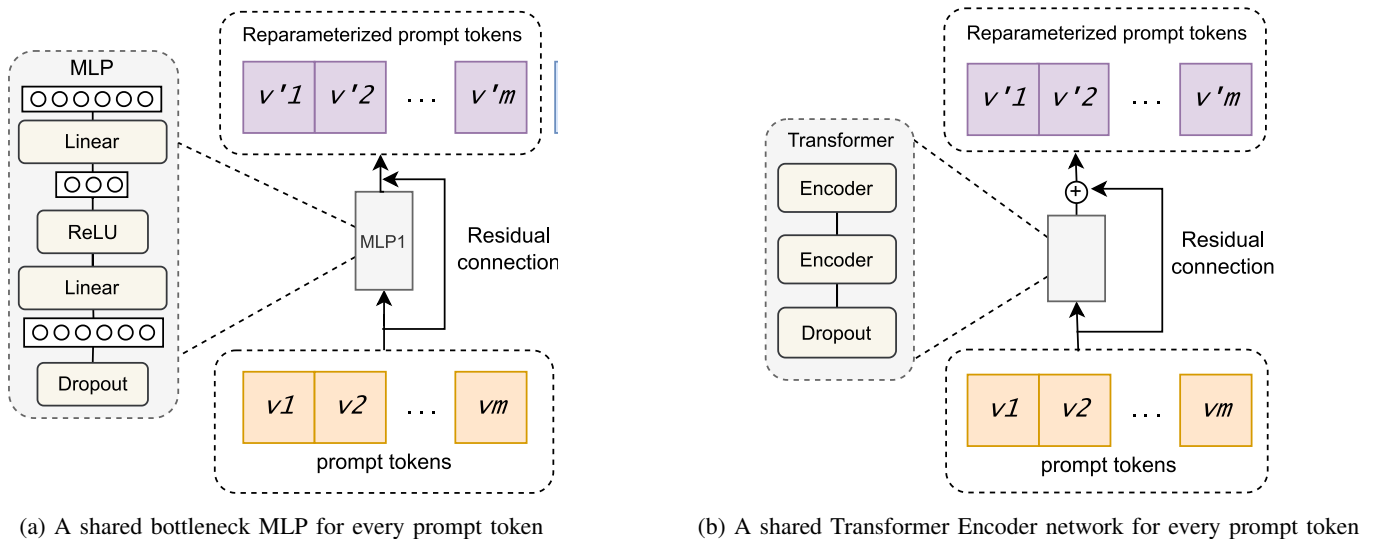 Reparameterized prompt tokens
v'1 v'2 ... v'm
MLP
Linear
ReLU
Linear
Dropout
MLP1
Residual
connection
v1 v2 ... vm
prompt tokens
(a) A shared bottleneck MLP for every prompt token
Reparameterized prompt tokens
v'1 v'2 ... v'm
Transformer
Encoder
Encoder
Dropout
+
Residual
connection
v1 v2 ... vm
prompt tokens
(b) A shared Transformer Encoder network for every prompt token